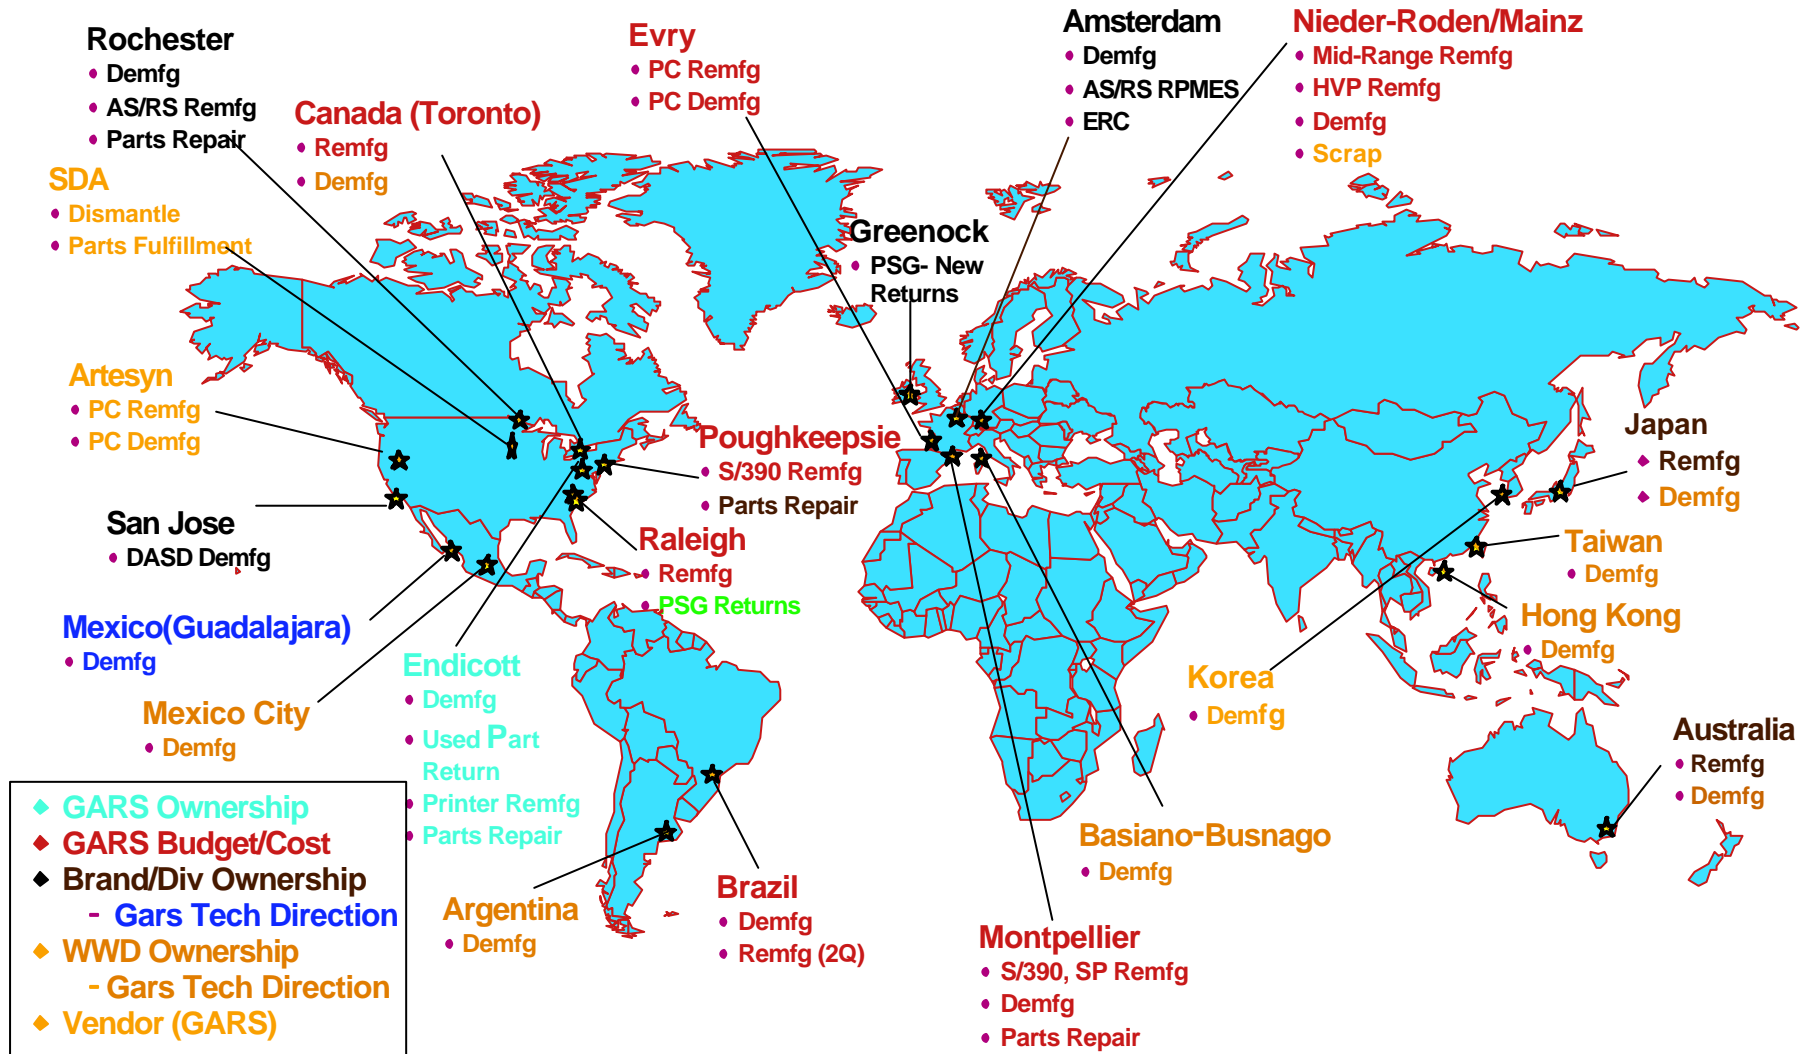 Rochester
Demfg
AS/RS Remfg
Parts Repair
SDA
Dismantle
Parts Fulfillment
Canada (Toronto)
Remfg
Demfg
Evry
PC Remfg
PC Demfg
Amsterdam
Demfg
AS/RS RPMES
ERC
Nieder-Roden/Mainz
Mid-Range Remfg
HVP Remfg
Demfg
Scrap
Greenock
PSG- New
Returns
Artesyn
PC Remfg
PC Demfg
San Jose
DASD Demfg
Poughkeepsie
S/390 Remfg
Parts Repair
Raleigh
Remfg
PSG Returns
Japan
Remfg
Demfg
Taiwan
Demfg
Hong Kong
Demfg
Korea
Demfg
Australia
Remfg
Demfg
Mexico(Guadalajara)
Demfg
Mexico City
Demfg
Endicott
Demfg
Used Part
Return
Printer Remfg
Parts Repair
Argentina
Demfg
Brazil
Demfg
Remfg (2Q)
Basiano-Busnago
Demfg
Montpellier
S/390, SP Remfg
Demfg
Parts Repair
GARS Ownership
GARS Budget/Cost
Brand/Div Ownership
- Gars Tech Direction
WWD Ownership
- Gars Tech Direction
Vendor (GARS)